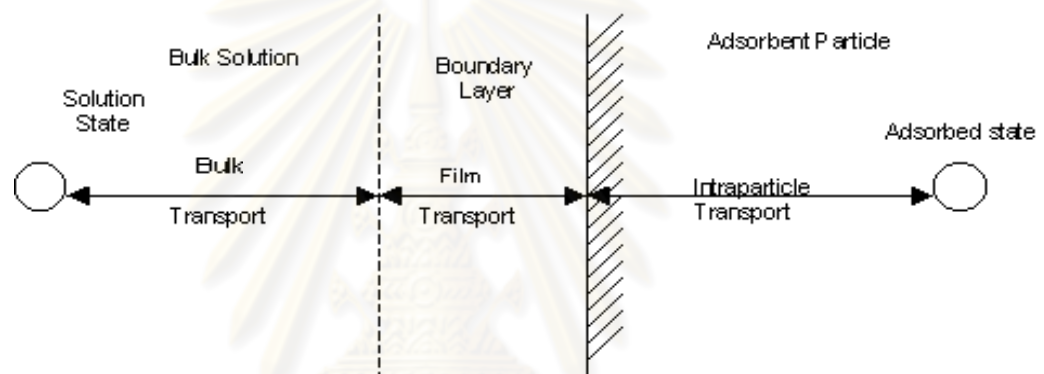 Bulk Solution
Boundary
Layer
Adsorbent Particle
Solution
State
Adsorbed state
Bulk
Transport
Film
Transport
Intraparticle
Transport